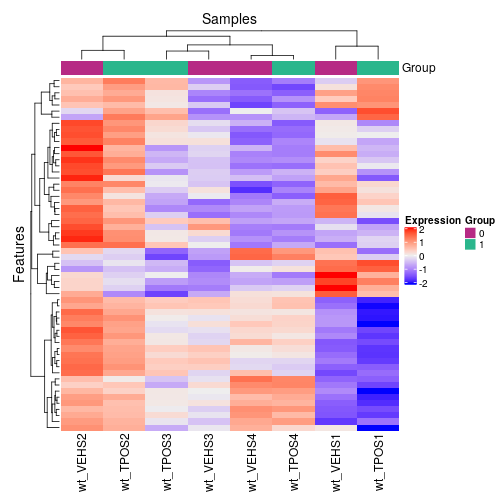 Samples
Group
Features
Expression
2
1
0
-1
-2
Group
0
1
wt_VEHS2
wt_TPOS2
wt_TPOS3
wt_VEHS3
wt_VEHS4
wt_TPOS4
wt_VEHS1
wt_TPOS1